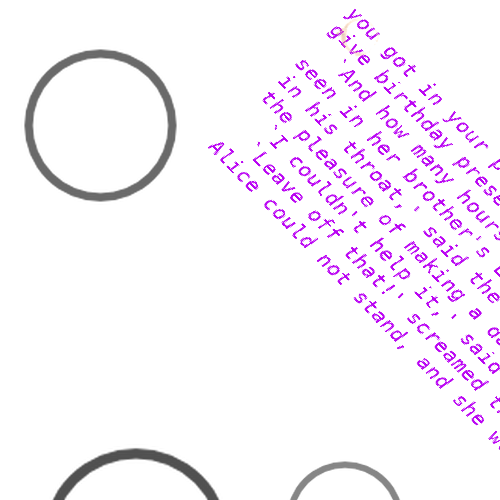 you got in your
give birthday
`And how many hours
seen in her brother's
in his throat,' said the
the pleasure of making a
`I couldn't help it,' said
`Leave off that!' screamed
Alice could not stand, and she